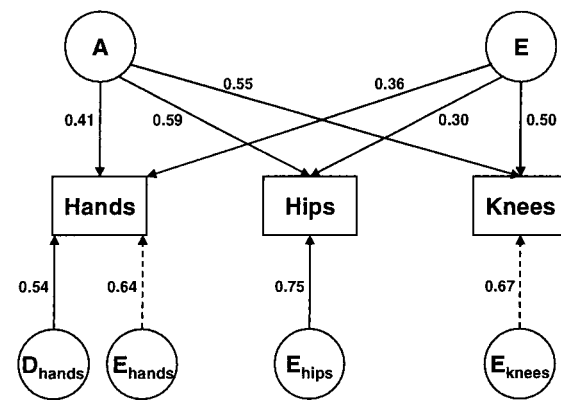 A E
0.55 0.36
0.41 0.59 0.30 0.50
Hands Hips Knees
0.54 0.64 0.75 0.67
Dhands Ehands Ehips Eknees